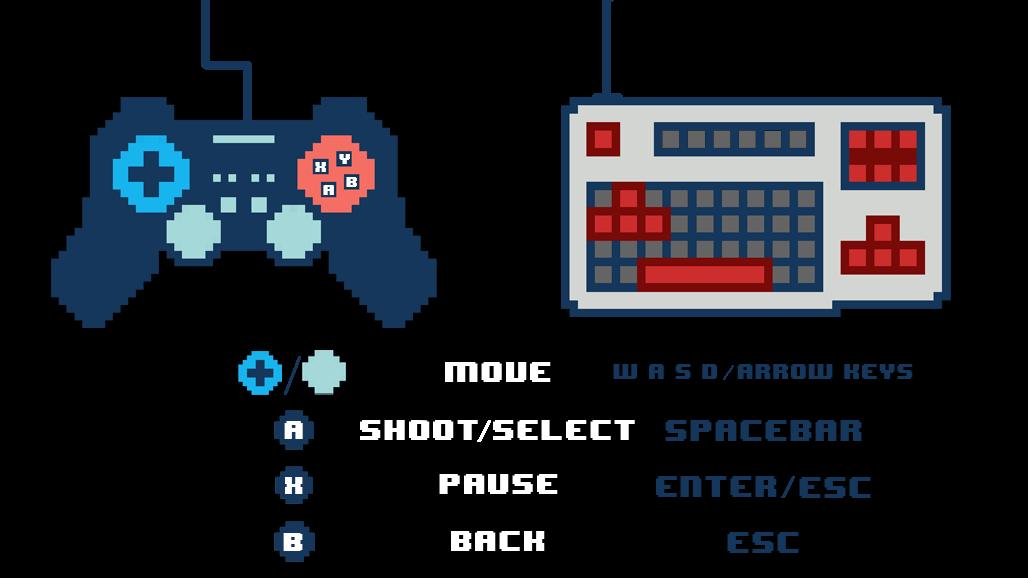 Y
X
B
A
/ MOVE W A S D/ARROW KEYS
A SHOOT/SELECT SPACEBAR
X PAUSE ENTER/ESC
B BACK ESC